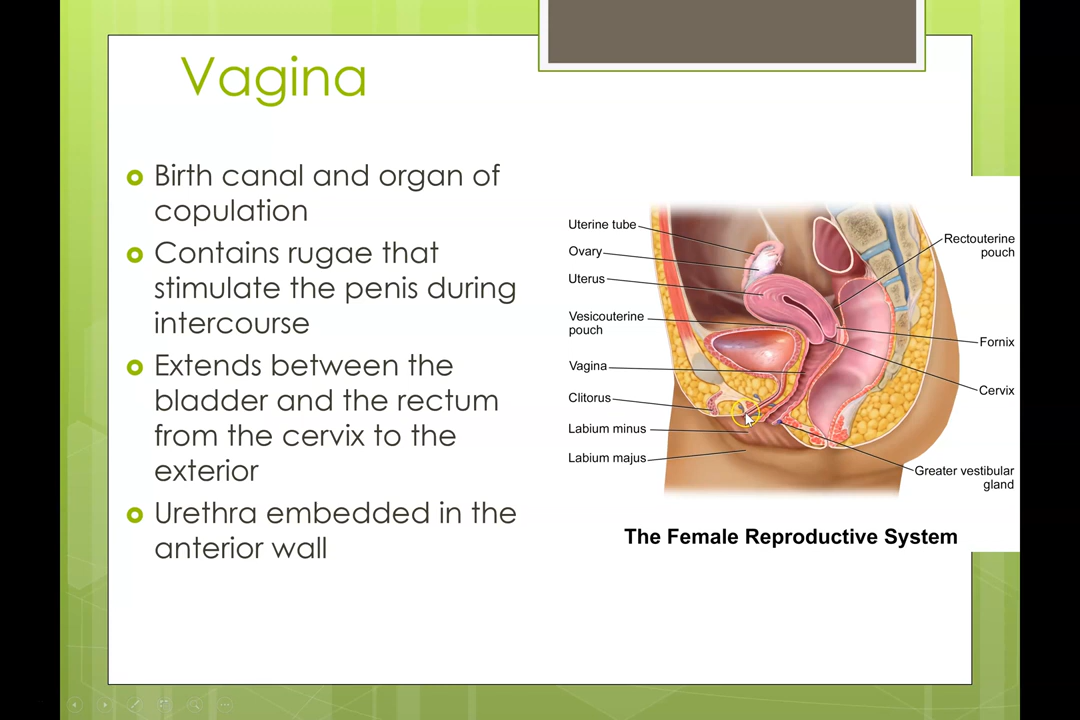 Vagina
Birth canal and organ of
copulation
Contains rugae that
stimulate the penis during
intercourse
Extends between the
bladder and the rectum
from the cervix to the
exterior
Urethra embedded in the
anterior wall
Uterine tube
Ovary
Uterus
Vesicouterine
pouch
Vagina
Clitorus
Labium minus
Labium majus
Rectouterine
pouch
Fornix
Cervix
Greater vestibular
gland
The Female Reproductive System